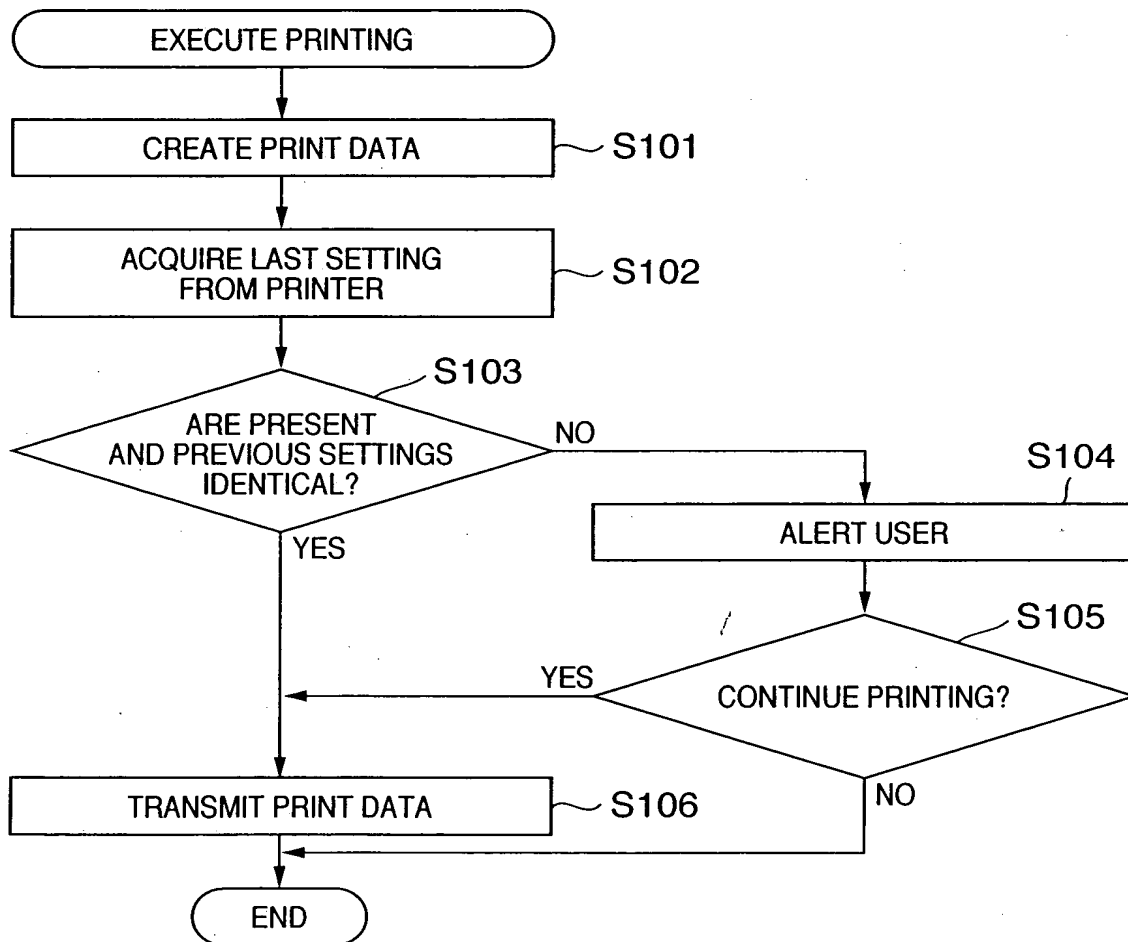 EXECUTE PRINTING
CREATE PRINT DATA
S101
ACQUIRE LAST SETTING
FROM PRINTER
S102
S103
ARE PRESENT
AND PREVIOUS SETTINGS
IDENTICAL?
NO
YES
S104
ALERT USER
S105
CONTINUE PRINTING?
YES
NO
TRANSMIT PRINT DATA
S106
END